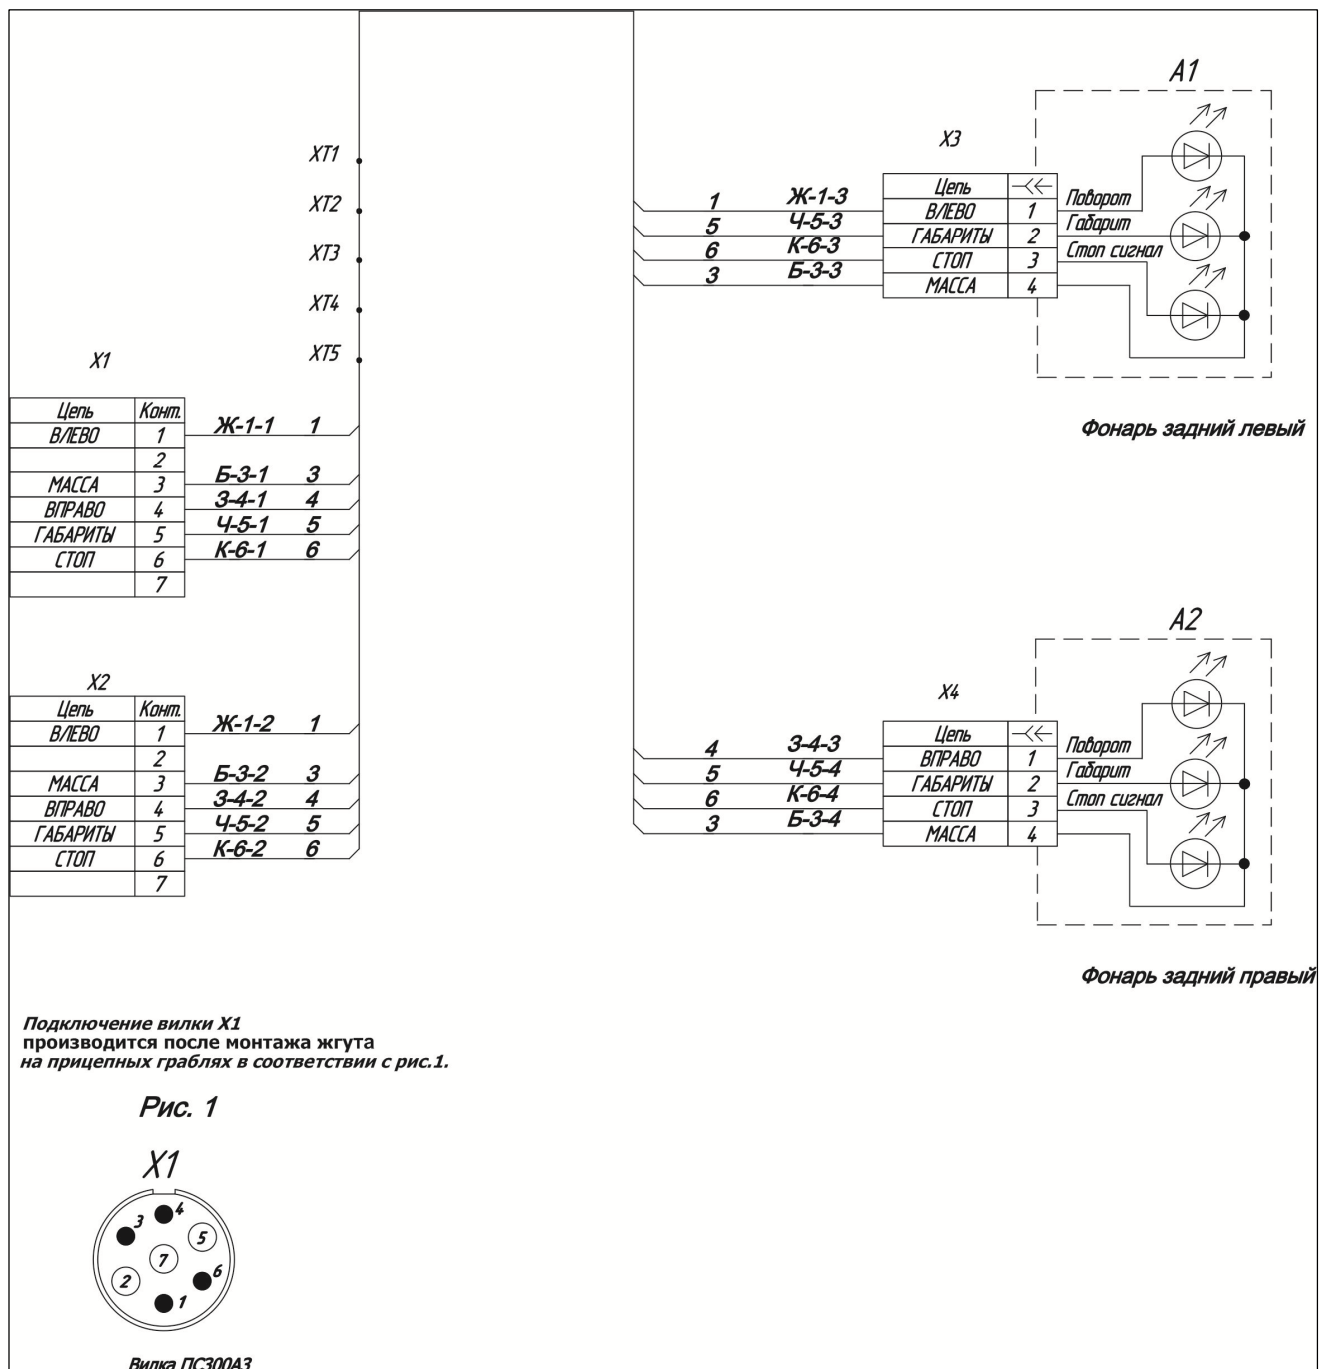 XT1
XT2
XT3
XT4
XT5
X1
Цепь Конт.
ВЛЕВО 1 Ж-1-1 1
2
МАССА 3 Б-3-1 3
ВПРАВО 4 З-4-1 4
ГАБАРИТЫ 5 Ч-5-1 5
СТОП 6 К-6-1 6
7
X2
Цепь Конт.
ВЛЕВО 1 Ж-1-2 1
2
МАССА 3 Б-3-2 3
ВПРАВО 4 З-4-2 4
ГАБАРИТЫ 5 Ч-5-2 5
СТОП 6 К-6-2 6
7
A1
X3
Цепь
1 Ж-1-3 ВЛЕВО 1 Поворот
5 Ч-5-3 ГАБАРИТЫ 2 Габарит
6 К-6-3 СТОП 3 Стоп сигнал
3 Б-3-3 МАССА 4
Фонарь задний левый
A2
X4
Цепь
4 З-4-3 ВПРАВО 1 Поворот
5 Ч-5-4 ГАБАРИТЫ 2 Габарит
6 К-6-4 СТОП 3 Стоп сигнал
3 Б-3-4 МАССА 4
Фонарь задний правый
Подключение вилки X1
производится после монтажа жгута
на прицепных граблях в соответствии с рис.1.
Рис. 1
X1
3 4
5
7
2 6
1
Вилка ПС300А3